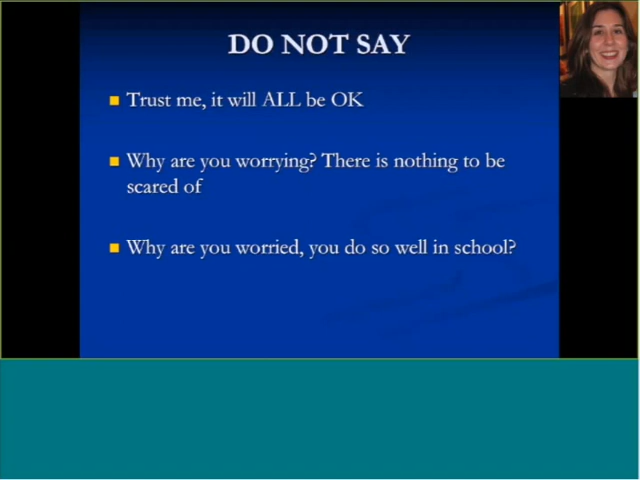 DO NOT SAY
Trust me, it will ALL be OK
Why are you worrying? There is nothing to be
scared of
Why are you worried, you do so well in school?